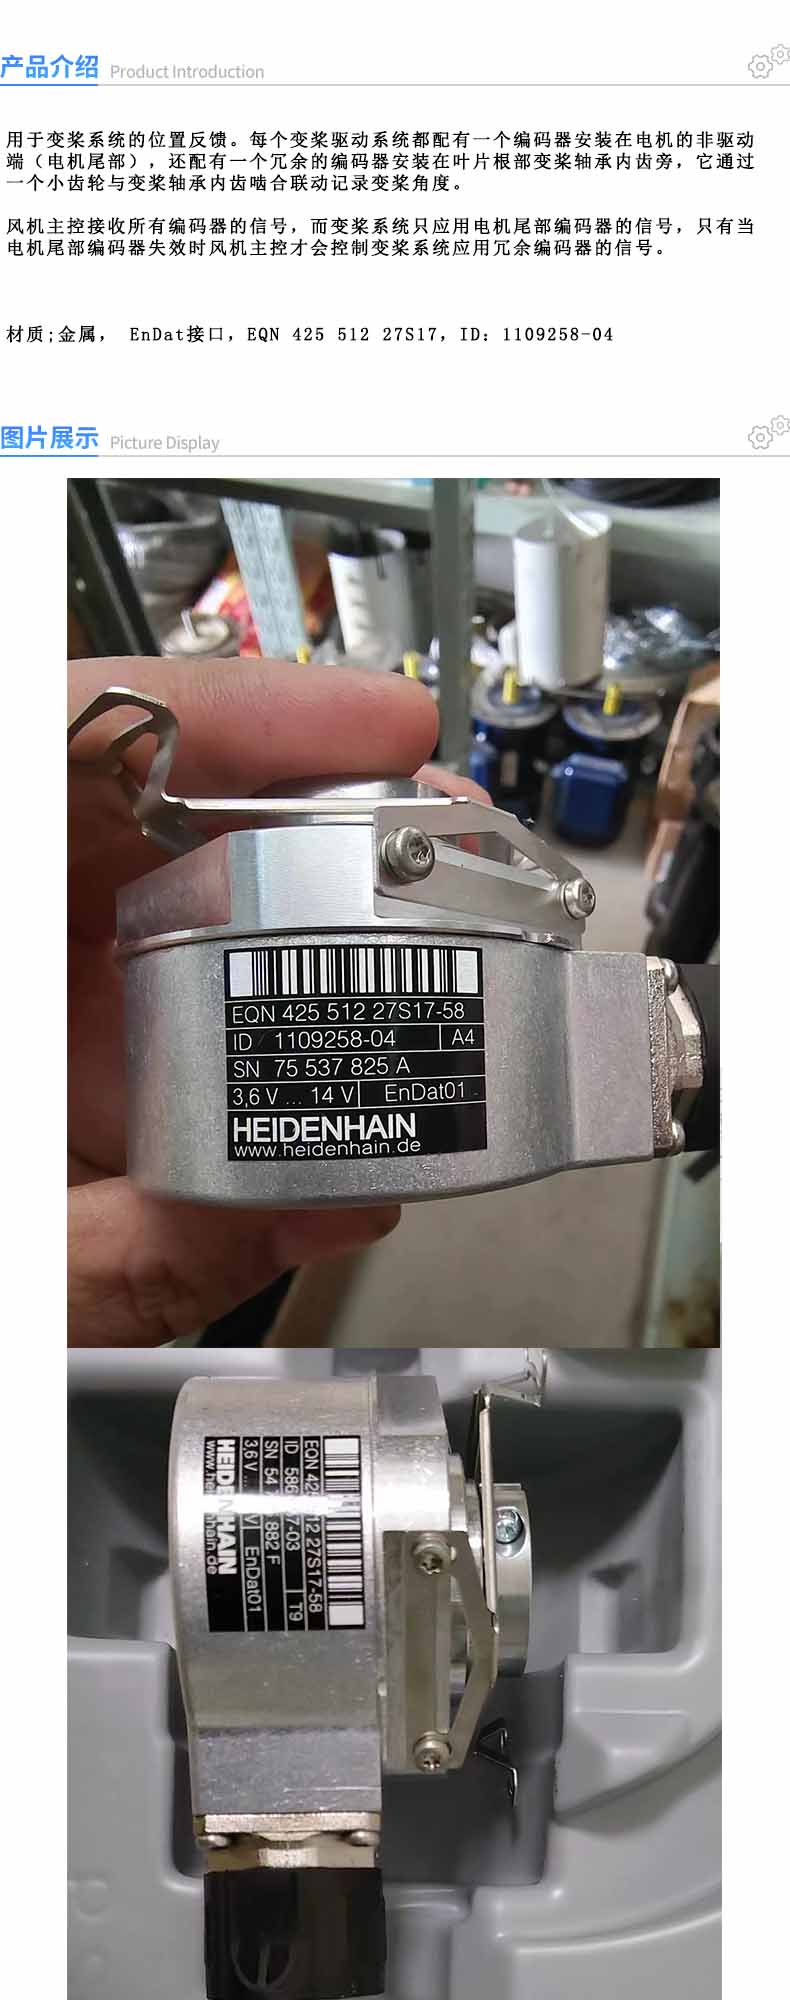 产品介绍 Product Introduction
用于变桨系统的位置反馈。每个变桨驱动系统都配有一个编码器安装在电机的非驱动
端（电机尾部），还配有一个冗余的编码器安装在叶片根部变桨轴承内齿旁，它通过
一个小齿轮与变桨轴承内齿啮合联动记录变桨角度。
风机主控接收所有编码器的信号，而变桨系统只应用电机尾部编码器的信号，只有当
电机尾部编码器失效时风机主控才会控制变桨系统应用冗余编码器的信号。
材质;金属， EnDat接口，EQN 425 512 27S17，ID：1109258-04
图片展示 Picture Display
EQN 425 512 27S17-58
ID 1109258-04 A4
SN 75 537 825 A
3,6 V ... 14 V EnDat01
HEIDENHAIN
www.heidenhain.de
EQN 12 27S17-58
ID -03 T9
SN 54 882 F
3,6 V V EnDat01
HEIDENHAIN